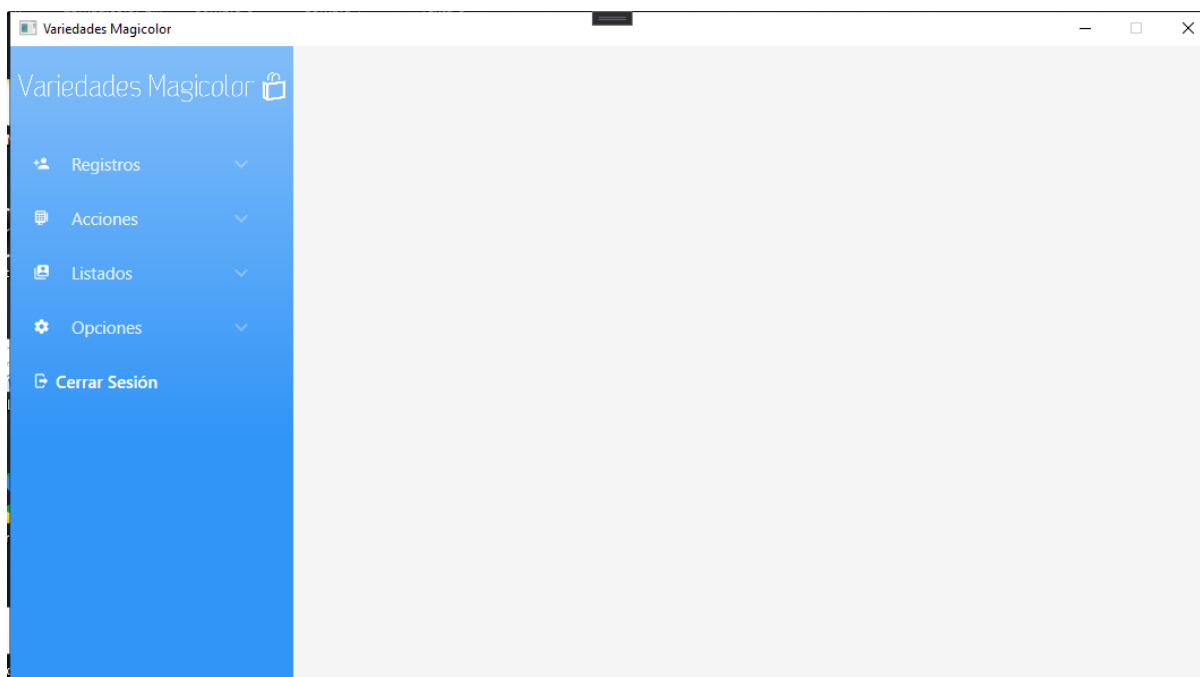 Variedades Magicolor
Variedades Magicolor
Registros
Acciones
Listados
Opciones
Cerrar Sesión